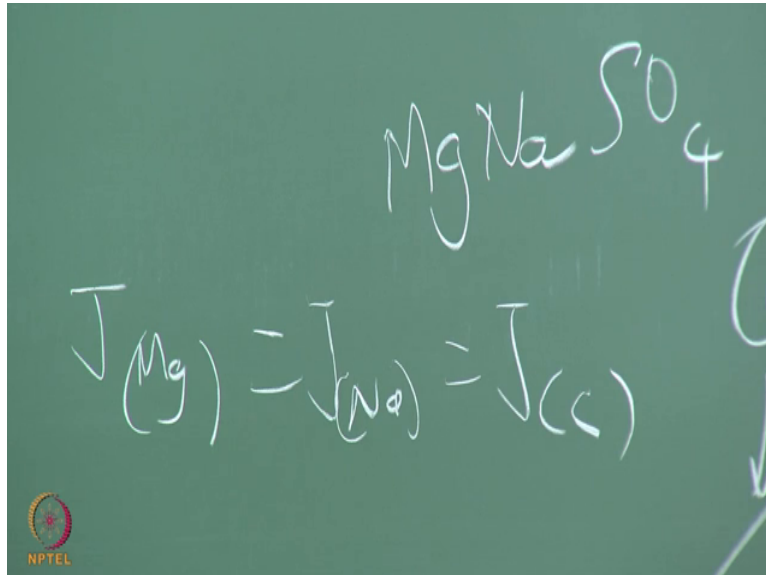 MgNaSO4
J(Mg) = J(Na) = J(C)
NPTEL